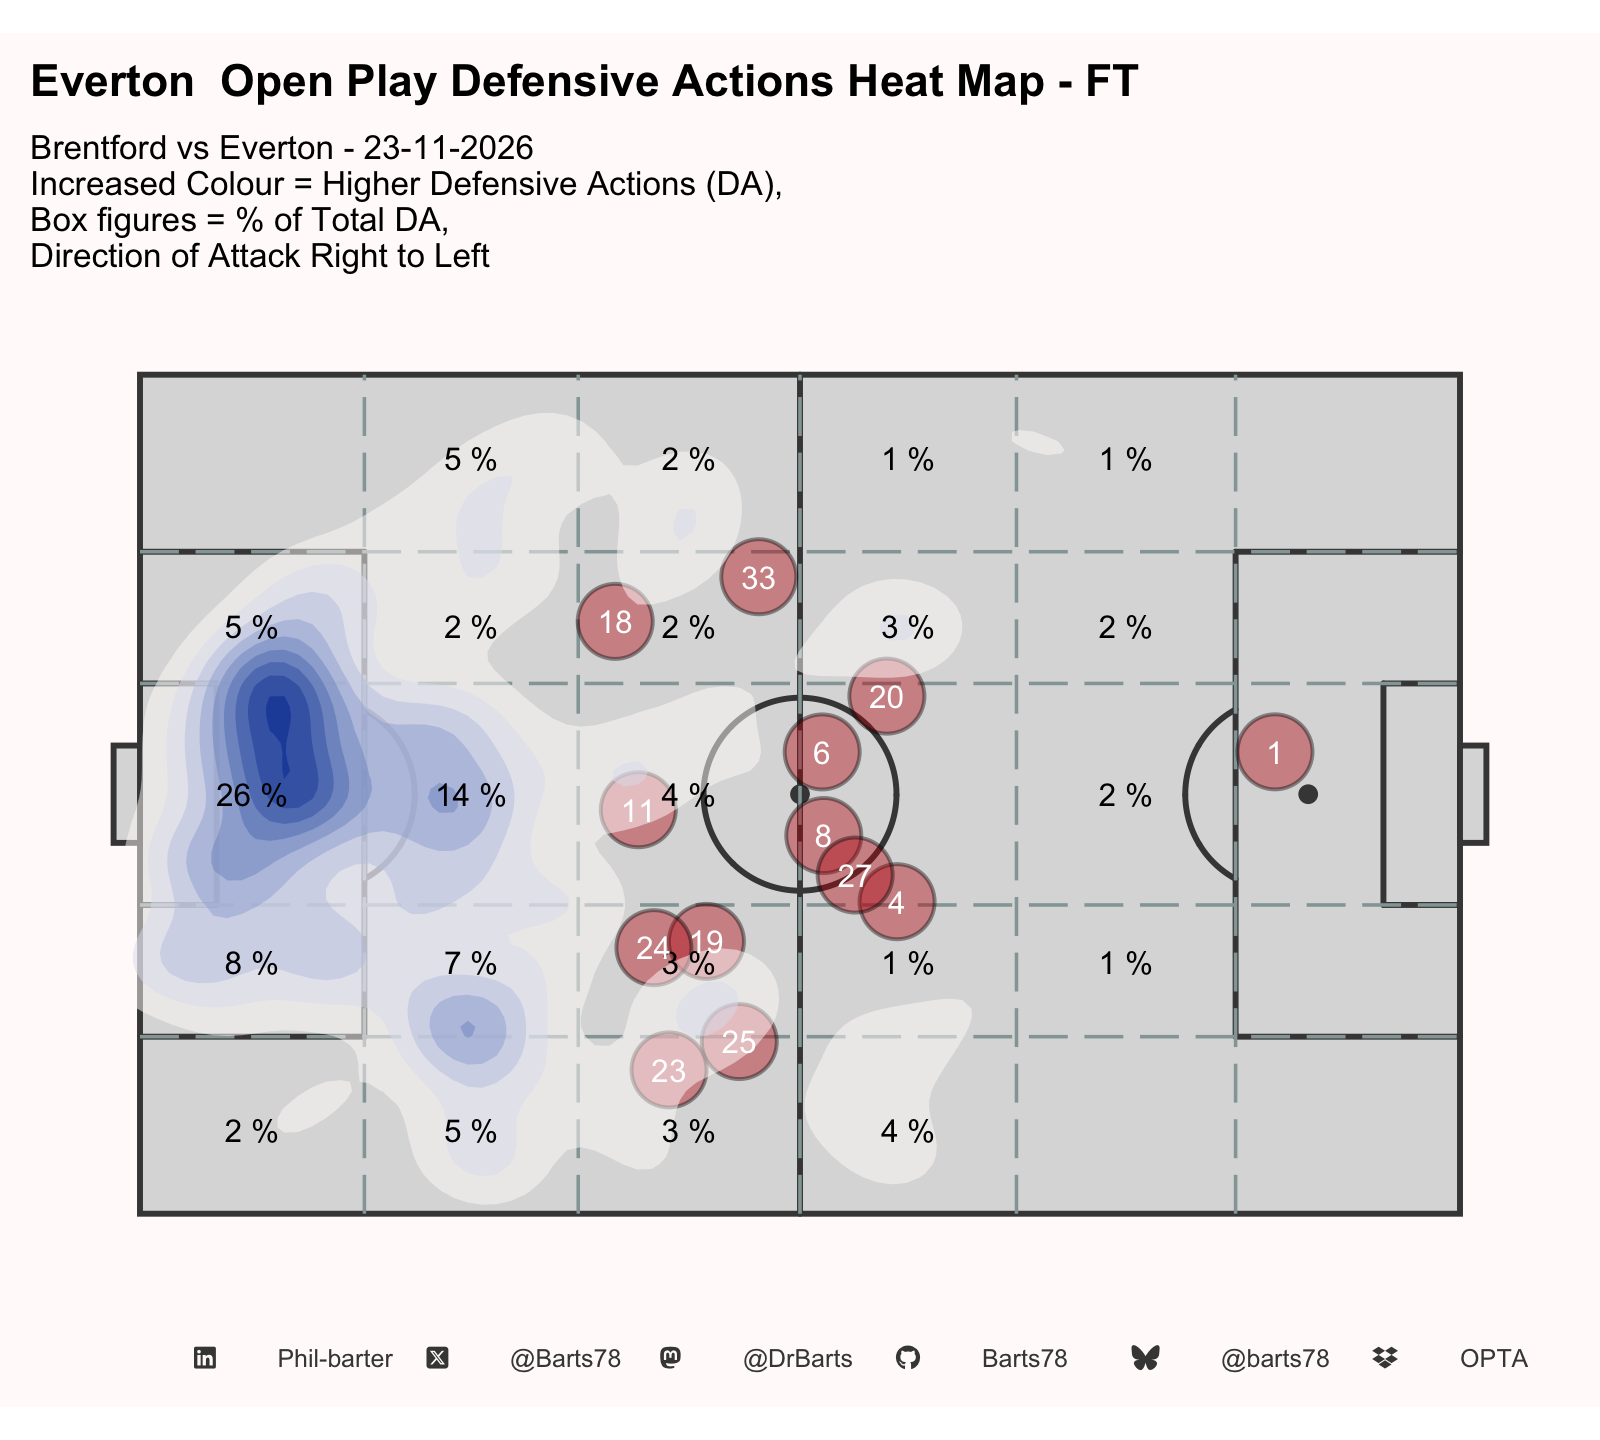 Everton  Open Play Defensive Actions Heat Map - FT
Brentford vs Everton - 23-11-2026
Increased Colour = Higher Defensive Actions (DA),
Box figures = % of Total DA,
Direction of Attack Right to Left
5 % 2 % 1 % 1 %
33
18
5 % 2 % 2 % 3 % 2 %
20
6 1
26 % 14 % 11 4 % 2 %
8
27
4
24 19
8 % 7 % 3 % 1 % 1 %
25
23
2 % 5 % 3 % 4 %
Phil-barter @Barts78 @DrBarts Barts78 @barts78 OPTA